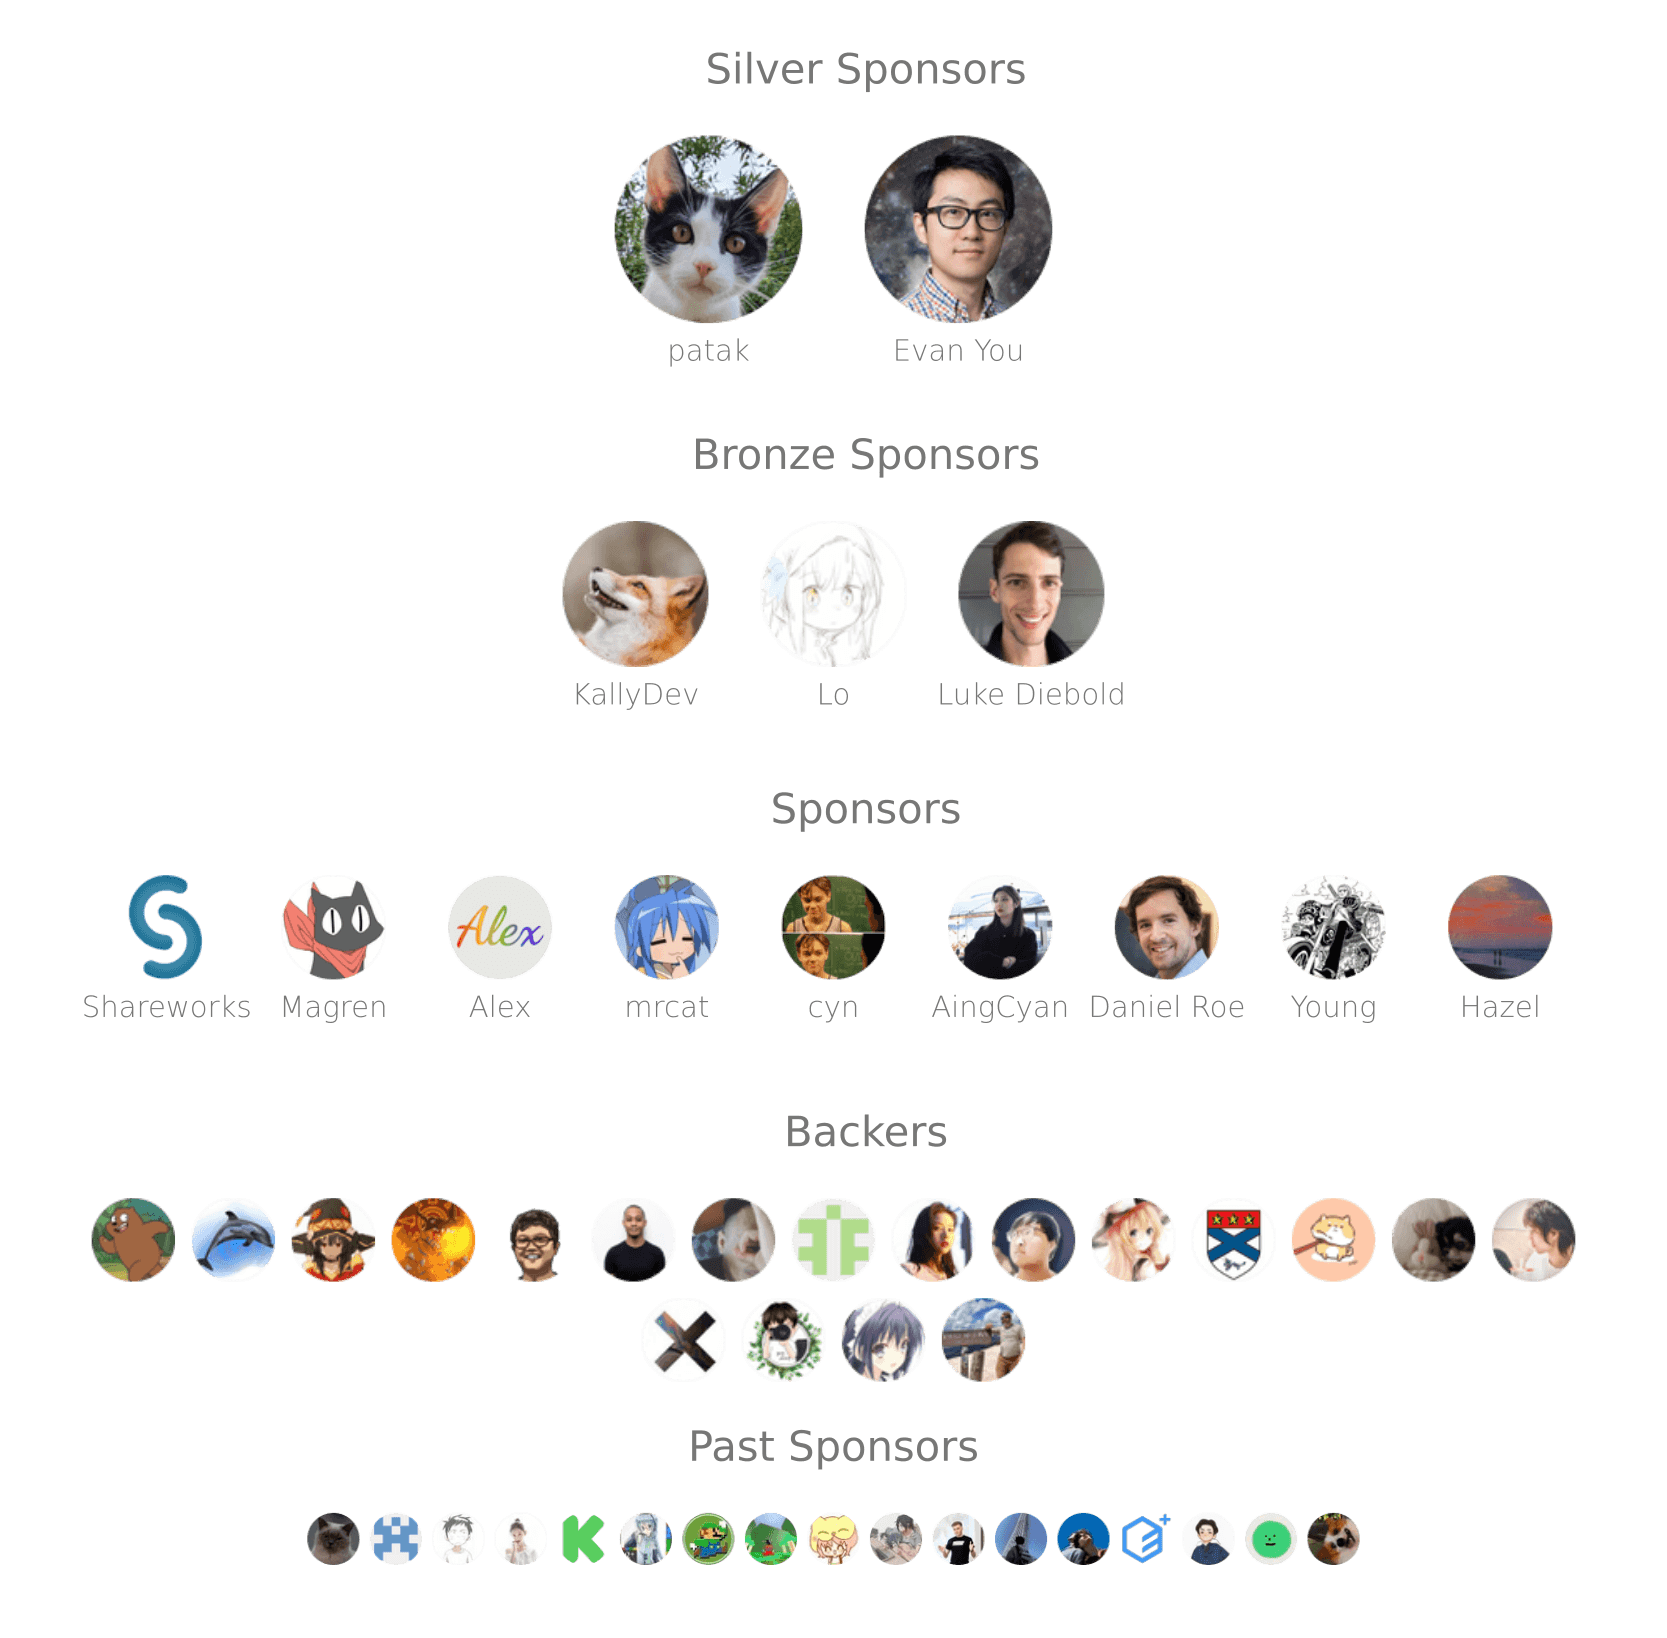 Silver Sponsors
patak Evan You
Bronze Sponsors
KallyDev Lo Luke Diebold
Sponsors
Alex
Shareworks Magren Alex mrcat cyn AingCyan Daniel Roe Young Hazel
Backers
Past Sponsors